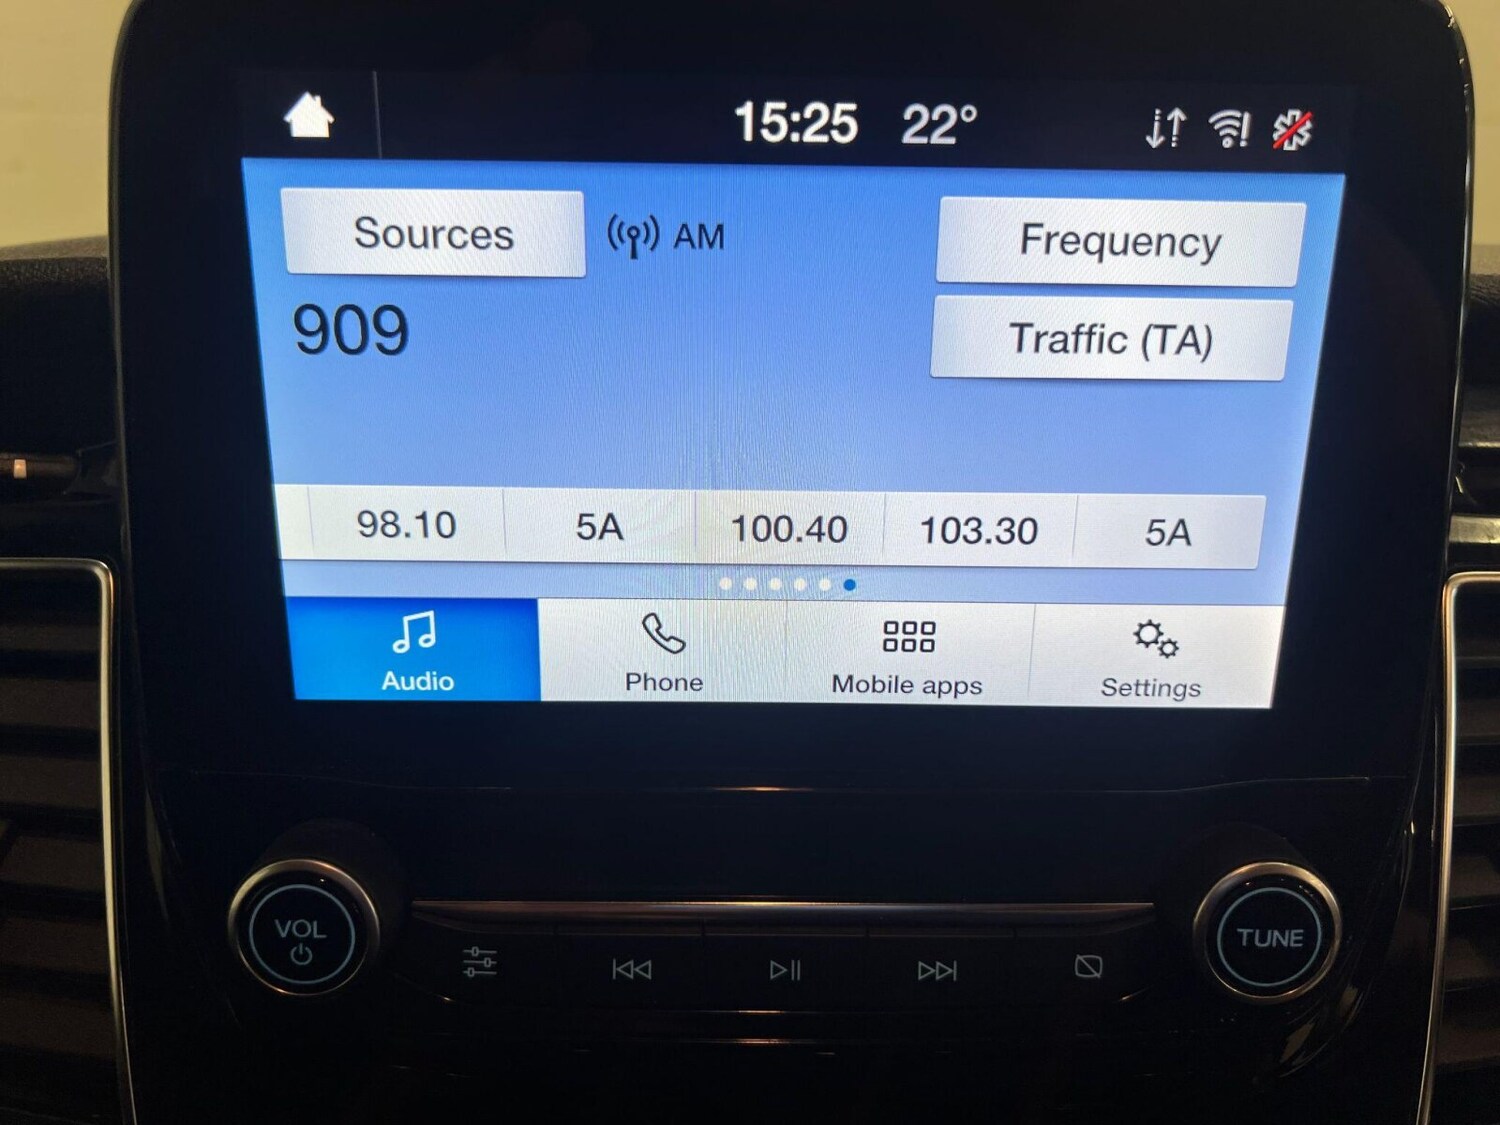 15:25 22°
Sources AM Frequency
909
Traffic (TA)
98.10 5A 100.40 103.30 5A
Audio Phone Mobile apps Settings
VOL TUNE